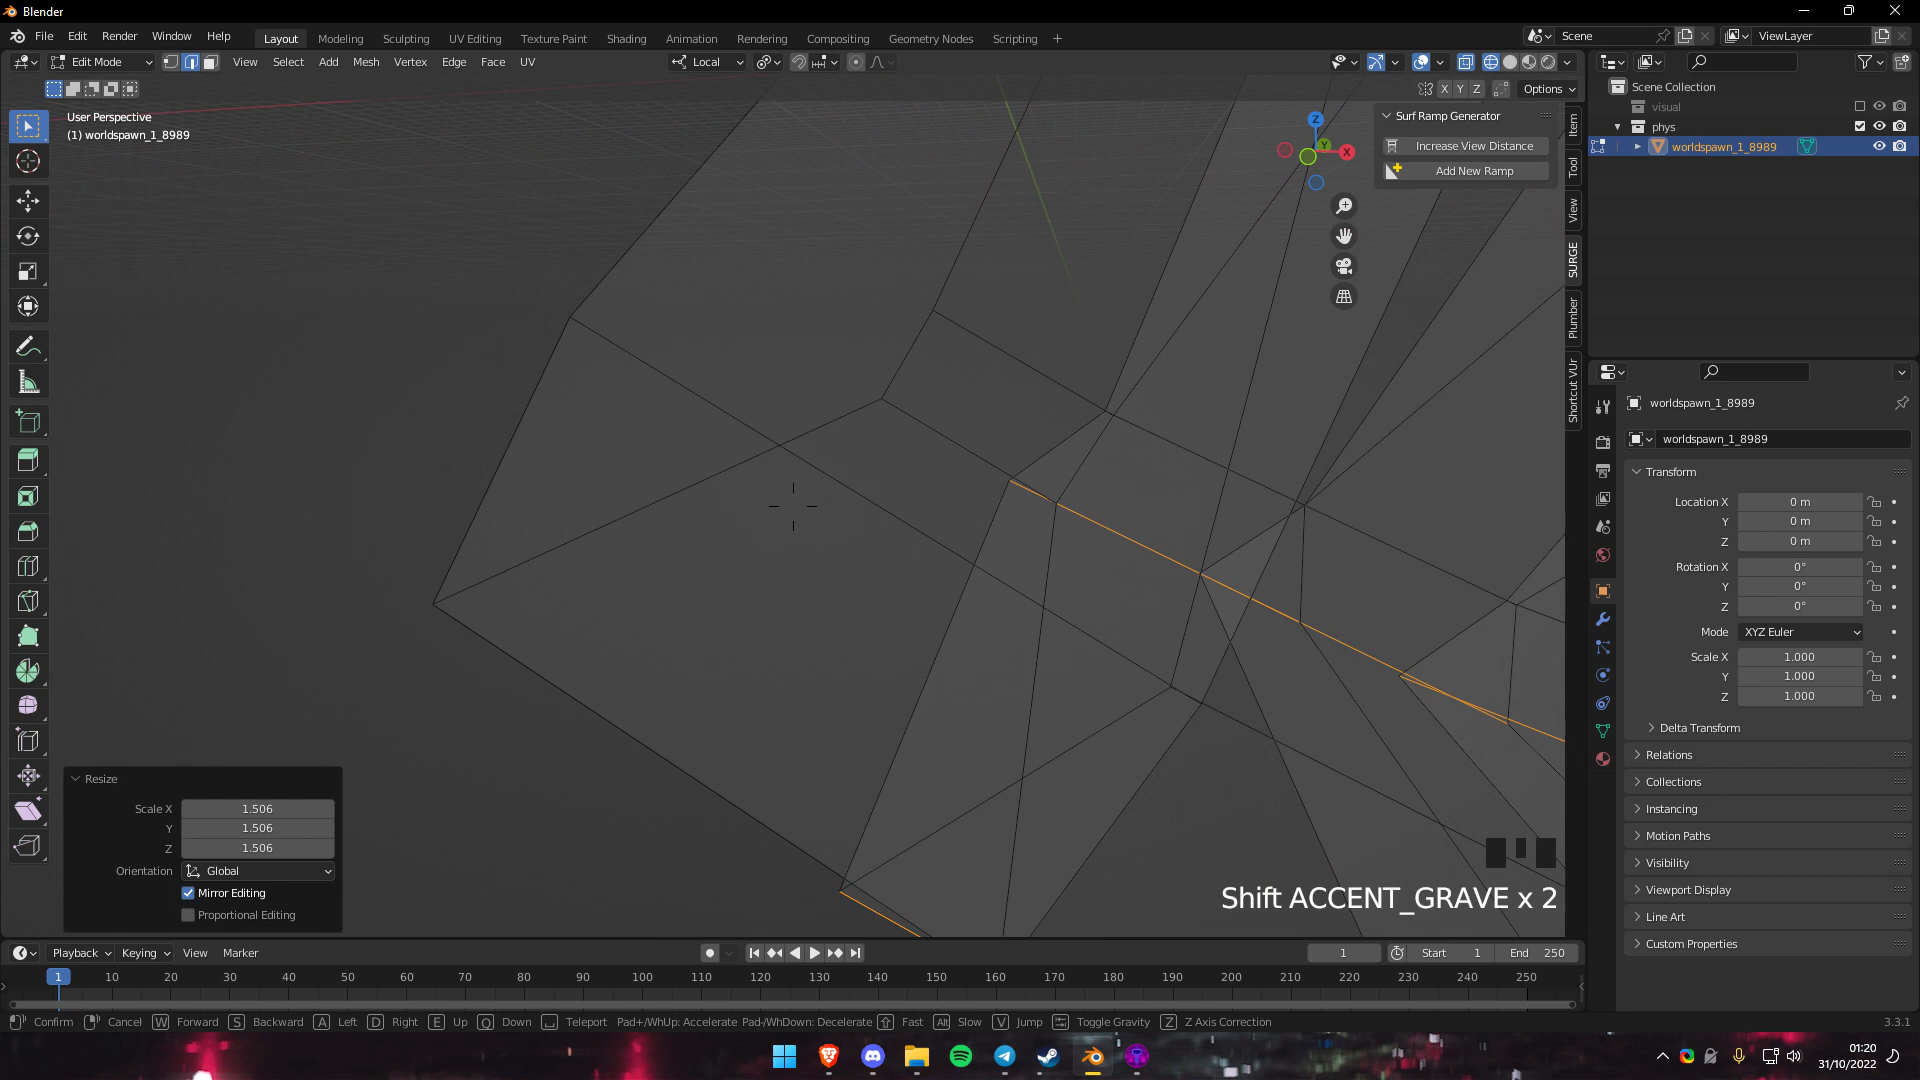 Blender
File Edit Render Window Help
Layout Modeling Sculpting UV Editing Texture Paint Shading Animation Rendering Compositing Geometry Nodes Scripting +
Scene
ViewLayer
Edit Mode View Select Add Mesh Vertex Edge Face UV
Local
X Y Z Options
User Perspective
(1) worldspawn_1_8989
Z
Y
X
Surf Ramp Generator
Increase View Distance
Add New Ramp
Item
Tool
View
SURGE
Plumber
Shortcut VUr
Scene Collection
visual
phys
worldspawn_1_8989
worldspawn_1_8989
worldspawn_1_8989
Transform
Location X 0 m
Y 0 m
Z 0 m
Rotation X 0°
Y 0°
Z 0°
Mode XYZ Euler
Scale X 1.000
Y 1.000
Z 1.000
Delta Transform
Relations
Collections
Instancing
Motion Paths
Visibility
Viewport Display
Line Art
Custom Properties
Resize
Scale X 1.506
Y 1.506
Z 1.506
Orientation Global
Mirror Editing
Proportional Editing
Shift ACCENT_GRAVE x 2
Playback Keying View Marker
1 Start 1 End 250
1 10 20 30 40 50 60 70 80 90 100 110 120 130 140 150 160 170 180 190 200 210 220 230 240 250
Confirm Cancel W Forward S Backward A Left D Right E Up Q Down Teleport Pad+/WhUp: Accelerate Pad-/WhDown: Decelerate Fast Alt Slow V Jump Toggle Gravity Z Z Axis Correction
3.3.1
01:20
31/10/2022